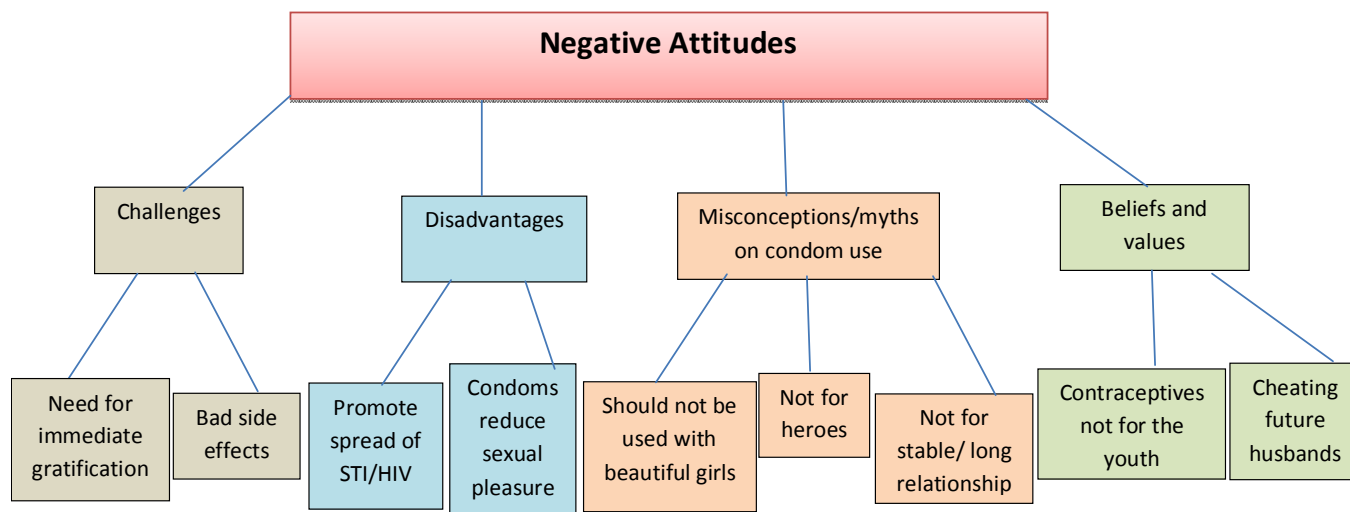 Negative Attitudes
Challenges
Disadvantages
Misconceptions/myths
on condom use
Beliefs and
values
Need for
immediate
gratification
Bad side
effects
Promote
spread of
STI/HIV
Condoms
reduce
sexual
pleasure
Should not be
used with
beautiful girls
Not for
heroes
Not for
stable/ long
relationship
Contraceptives
not for the
youth
Cheating
future
husbands